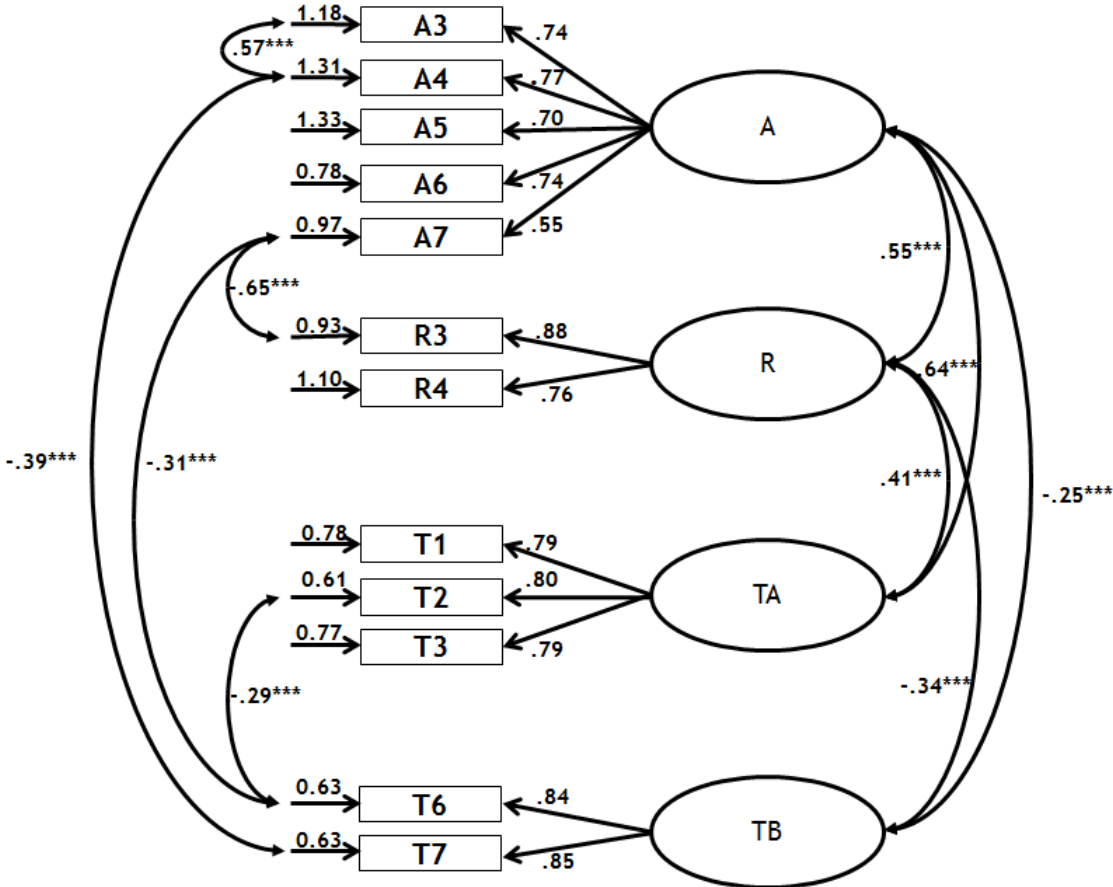 1.18 A3 .74
.57***
1.31 A4 .77
1.33 A5 .70 A
0.78 A6 .74
0.97 A7 .55
.55***
-.65***
0.93 R3 .88
R .64***
1.10 R4 .76
-.39*** -.31*** .41*** -.25***
0.78 T1 .79
0.61 T2 .80 TA
0.77 T3 .79
-.29*** -.34***
0.63 T6 .84
TB
0.63 T7 .85